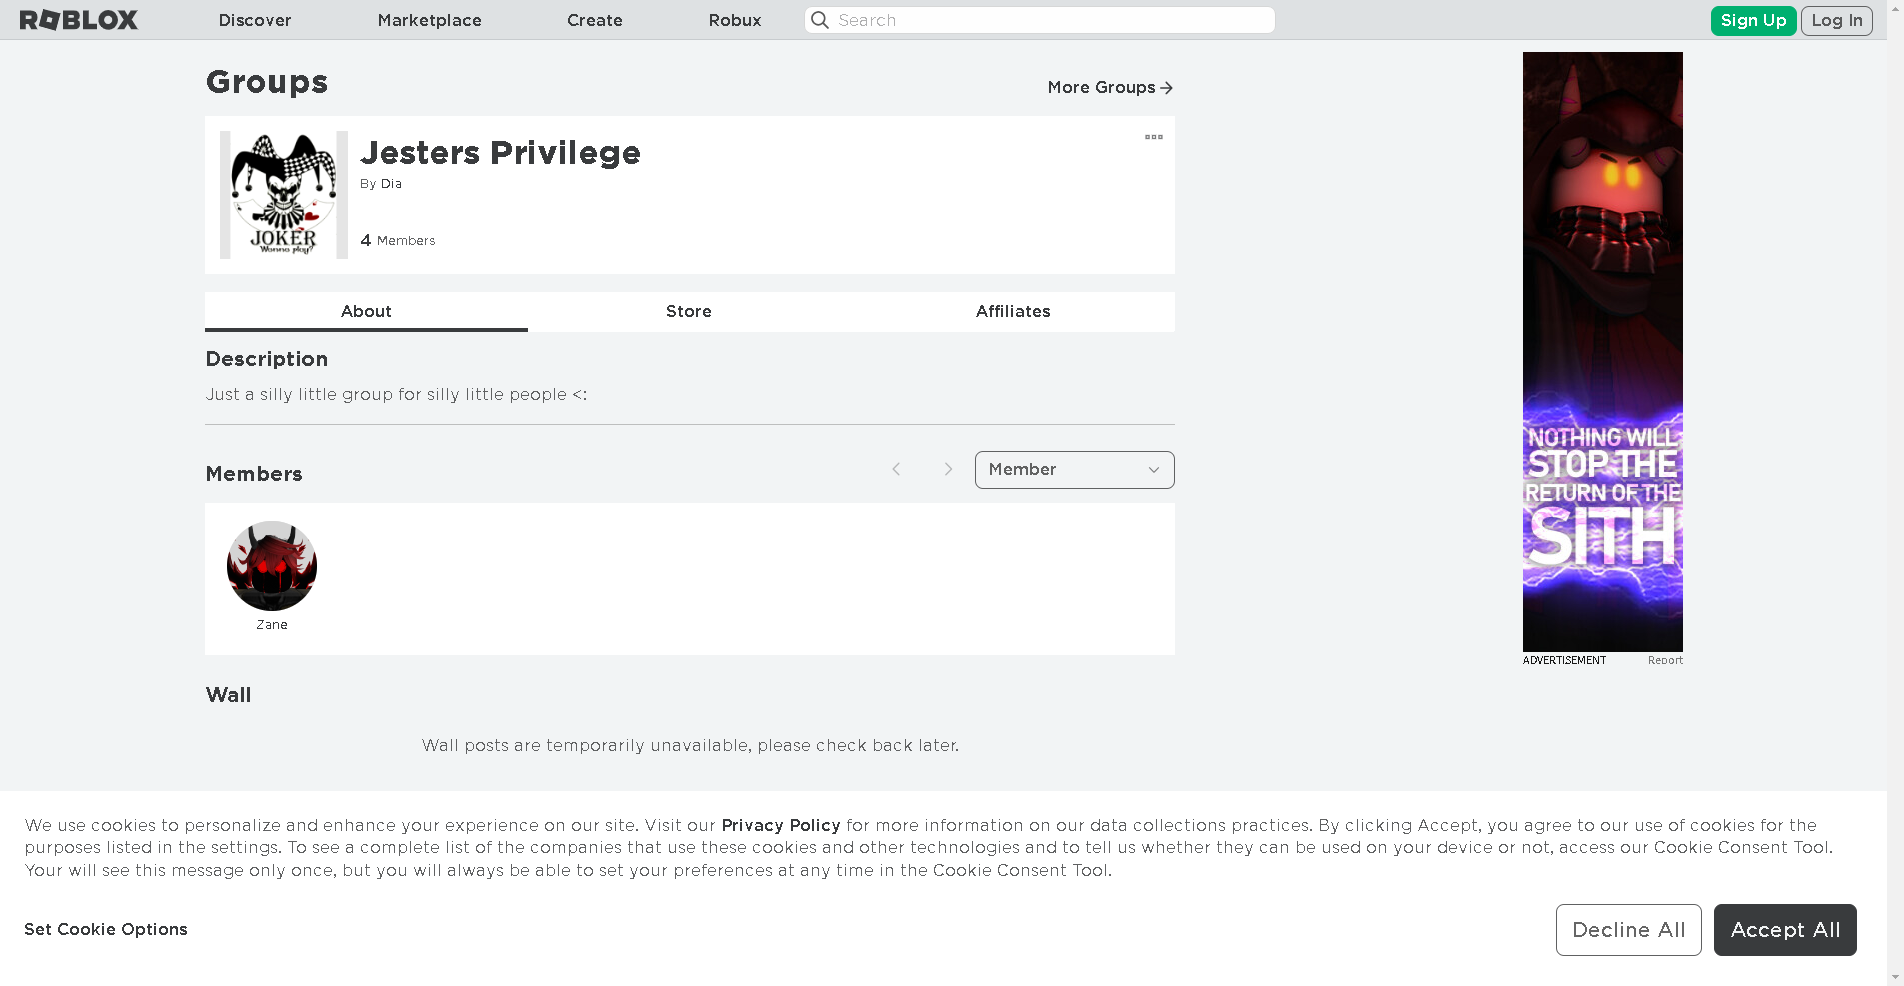 ROBLOX
Discover
Marketplace
Create
Robux
Search
Sign Up
Log In
Groups
More Groups
Jesters Privilege
By Dia
4 Members
JOKER
Wanna play?
About
Store
Affiliates
Description
Just a silly little group for silly little people <:
Members
Member
Zane
Wall
Wall posts are temporarily unavailable, please check back later.
NOTHING WILL
STOP THE
RETURN OF THE
SITH
ADVERTISEMENT
Report
We use cookies to personalize and enhance your experience on our site. Visit our Privacy Policy for more information on our data collections practices. By clicking Accept, you agree to our use of cookies for the
purposes listed in the settings. To see a complete list of the companies that use these cookies and other technologies and to tell us whether they can be used on your device or not, access our Cookie Consent Tool.
Your will see this message only once, but you will always be able to set your preferences at any time in the Cookie Consent Tool.
Set Cookie Options
Decline All
Accept All